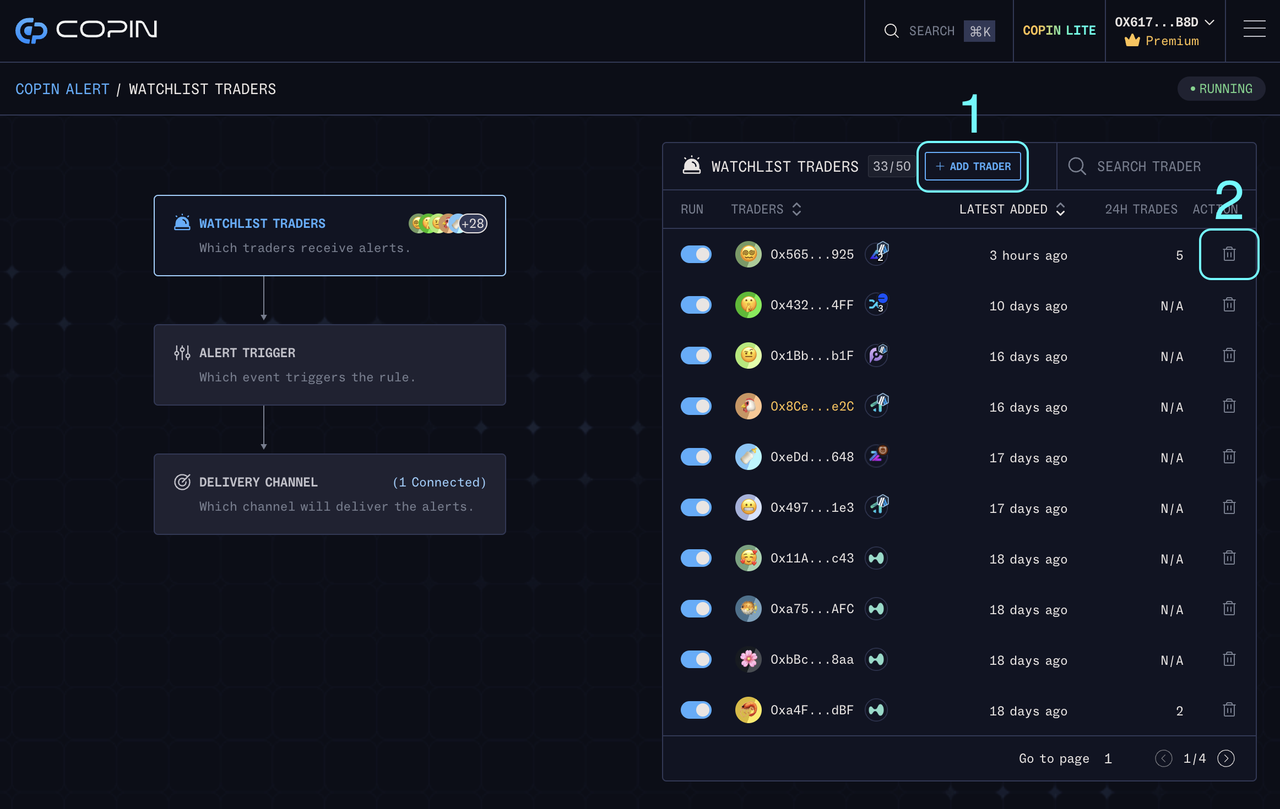 COPIN
SEARCH ⌘K
COPIN LITE
0X617...B8D
Premium
COPIN ALERT / WATCHLIST TRADERS
• RUNNING
1
WATCHLIST TRADERS
+28
Which traders receive alerts.
ALERT TRIGGER
Which event triggers the rule.
DELIVERY CHANNEL (1 Connected)
Which channel will deliver the alerts.
WATCHLIST TRADERS 33/50 + ADD TRADER SEARCH TRADER
2
RUN TRADERS LATEST ADDED 24H TRADES ACTION
0x565...925 2 3 hours ago 5
0x432...4FF 3 10 days ago N/A
0x1Bb...b1F 16 days ago N/A
0x8Ce...e2C 16 days ago N/A
0xeDd...648 17 days ago N/A
0x497...1e3 17 days ago N/A
0x11A...c43 18 days ago N/A
0xa75...AFC 18 days ago N/A
0xbBc...8aa 18 days ago N/A
0xa4F...dBF 18 days ago 2
Go to page 1 1/4